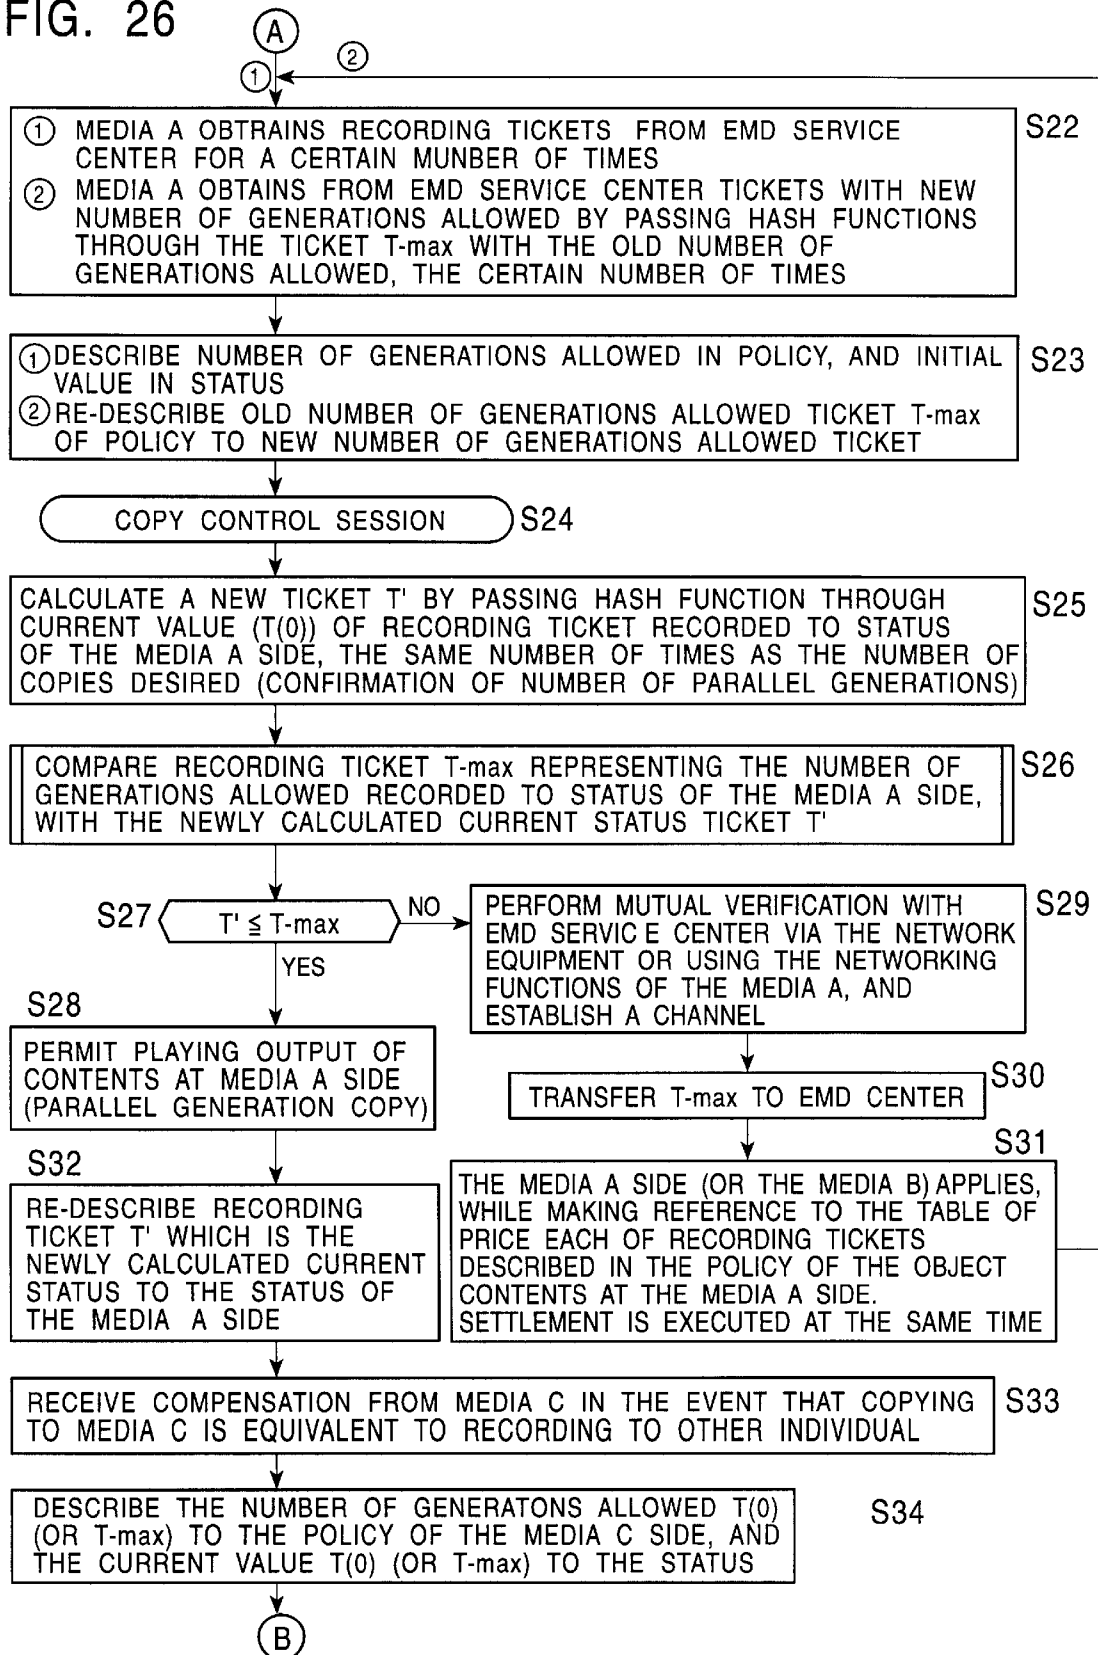 FIG. 26
A
①
②
① MEDIA A OBTRAINS RECORDING TICKETS FROM EMD SERVICE
CENTER FOR A CERTAIN MUNBER OF TIMES
② MEDIA A OBTAINS FROM EMD SERVICE CENTER TICKETS WITH NEW
NUMBER OF GENERATIONS ALLOWED BY PASSING HASH FUNCTIONS
THROUGH THE TICKET T-max WITH THE OLD NUMBER OF
GENERATIONS ALLOWED, THE CERTAIN NUMBER OF TIMES
S22
① DESCRIBE NUMBER OF GENERATIONS ALLOWED IN POLICY, AND INITIAL
VALUE IN STATUS
② RE-DESCRIBE OLD NUMBER OF GENERATIONS ALLOWED TICKET T-max
OF POLICY TO NEW NUMBER OF GENERATIONS ALLOWED TICKET
S23
COPY CONTROL SESSION
S24
CALCULATE A NEW TICKET T' BY PASSING HASH FUNCTION THROUGH
CURRENT VALUE (T(0)) OF RECORDING TICKET RECORDED TO STATUS
OF THE MEDIA A SIDE, THE SAME NUMBER OF TIMES AS THE NUMBER OF
COPIES DESIRED (CONFIRMATION OF NUMBER OF PARALLEL GENERATIONS)
S25
COMPARE RECORDING TICKET T-max REPRESENTING THE NUMBER OF
GENERATIONS ALLOWED RECORDED TO STATUS OF THE MEDIA A SIDE,
WITH THE NEWLY CALCULATED CURRENT STATUS TICKET T'
S26
S27
T' ≦ T-max
NO
YES
PERFORM MUTUAL VERIFICATION WITH
EMD SERVIC E CENTER VIA THE NETWORK
EQUIPMENT OR USING THE NETWORKING
FUNCTIONS OF THE MEDIA A, AND
ESTABLISH A CHANNEL
S29
S28
PERMIT PLAYING OUTPUT OF
CONTENTS AT MEDIA A SIDE
(PARALLEL GENERATION COPY)
TRANSFER T-max TO EMD CENTER
S30
S31
THE MEDIA A SIDE (OR THE MEDIA B) APPLIES,
WHILE MAKING REFERENCE TO THE TABLE OF
PRICE EACH OF RECORDING TICKETS
DESCRIBED IN THE POLICY OF THE OBJECT
CONTENTS AT THE MEDIA A SIDE.
SETTLEMENT IS EXECUTED AT THE SAME TIME
S32
RE-DESCRIBE RECORDING
TICKET T' WHICH IS THE
NEWLY CALCULATED CURRENT
STATUS TO THE STATUS OF
THE MEDIA A SIDE
RECEIVE COMPENSATION FROM MEDIA C IN THE EVENT THAT COPYING
TO MEDIA C IS EQUIVALENT TO RECORDING TO OTHER INDIVIDUAL
S33
DESCRIBE THE NUMBER OF GENERATONS ALLOWED T(0)
(OR T-max) TO THE POLICY OF THE MEDIA C SIDE, AND
THE CURRENT VALUE T(0) (OR T-max) TO THE STATUS
S34
B